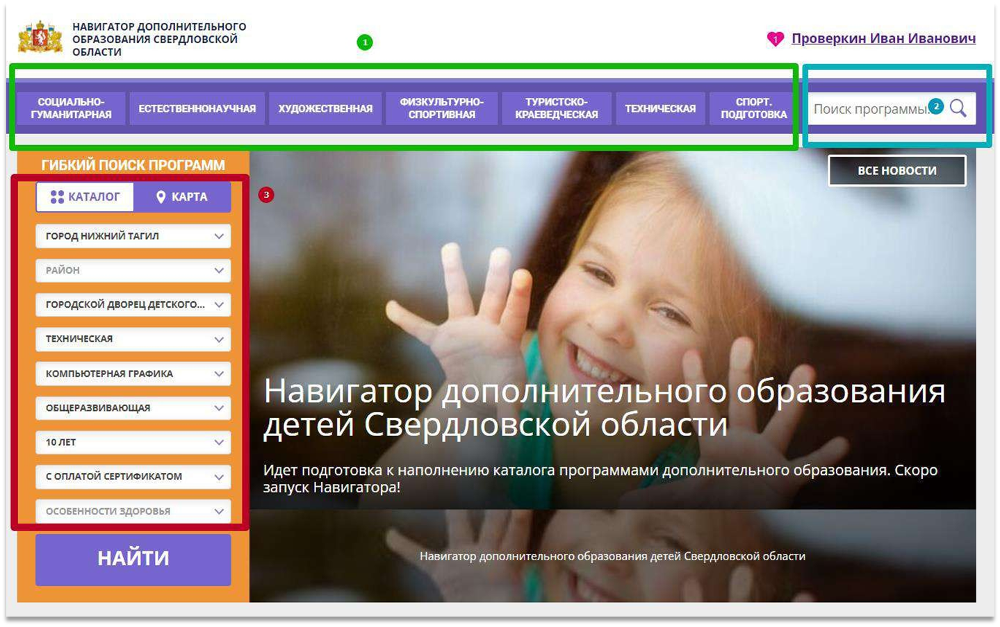 НАВИГАТОР ДОПОЛНИТЕЛЬНОГО
ОБРАЗОВАНИЯ СВЕРДЛОВСКОЙ
ОБЛАСТИ
1
1
Проверкин Иван Иванович
СОЦИАЛЬНО-
ГУМАНИТАРНАЯ
ЕСТЕСТВЕННОНАУЧНАЯ
ХУДОЖЕСТВЕННАЯ
ФИЗКУЛЬТУРНО-
СПОРТИВНАЯ
ТУРИСТСКО-
КРАЕВЕДЧЕСКАЯ
ТЕХНИЧЕСКАЯ
СПОРТ.
ПОДГОТОВКА
Поиск программы.
2
ГИБКИЙ ПОИСК ПРОГРАММ
КАТАЛОГ
КАРТА
3
ГОРОД НИЖНИЙ ТАГИЛ
РАЙОН
ГОРОДСКОЙ ДВОРЕЦ ДЕТСКОГО...
ТЕХНИЧЕСКАЯ
КОМПЬЮТЕРНАЯ ГРАФИКА
ОБЩЕРАЗВИВАЮЩАЯ
10 ЛЕТ
С ОПЛАТОЙ СЕРТИФИКАТОМ
ОСОБЕННОСТИ ЗДОРОВЬЯ
НАЙТИ
ВСЕ НОВОСТИ
Навигатор дополнительного образования
детей Свердловской области
Идет подготовка к наполнению каталога программами дополнительного образования. Скоро
запуск Навигатора!
Навигатор дополнительного образования детей Свердловской области